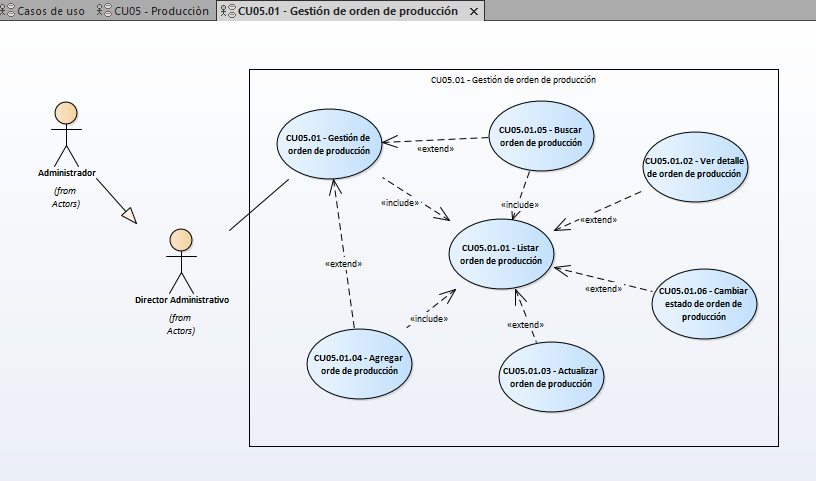 Casos de uso
CU05 - Producciòn
CU05.01 - Gestión de orden de producción
CU05.01 - Gestión de orden de producción
Administrador
(from
Actors)
Director Administrativo
(from
Actors)
CU05.01 - Gestión de
orden de producción
CU05.01.05 - Buscar
orden de producción
CU05.01.02 - Ver detalle
de orden de producción
«extend»
«include»
«include»
«extend»
CU05.01.01 - Listar
orden de producción
«extend»
«extend»
CU05.01.06 - Cambiar
estado de orden de
producción
«include»
«extend»
CU05.01.04 - Agregar
orde de producción
CU05.01.03 - Actualizar
orden de producción